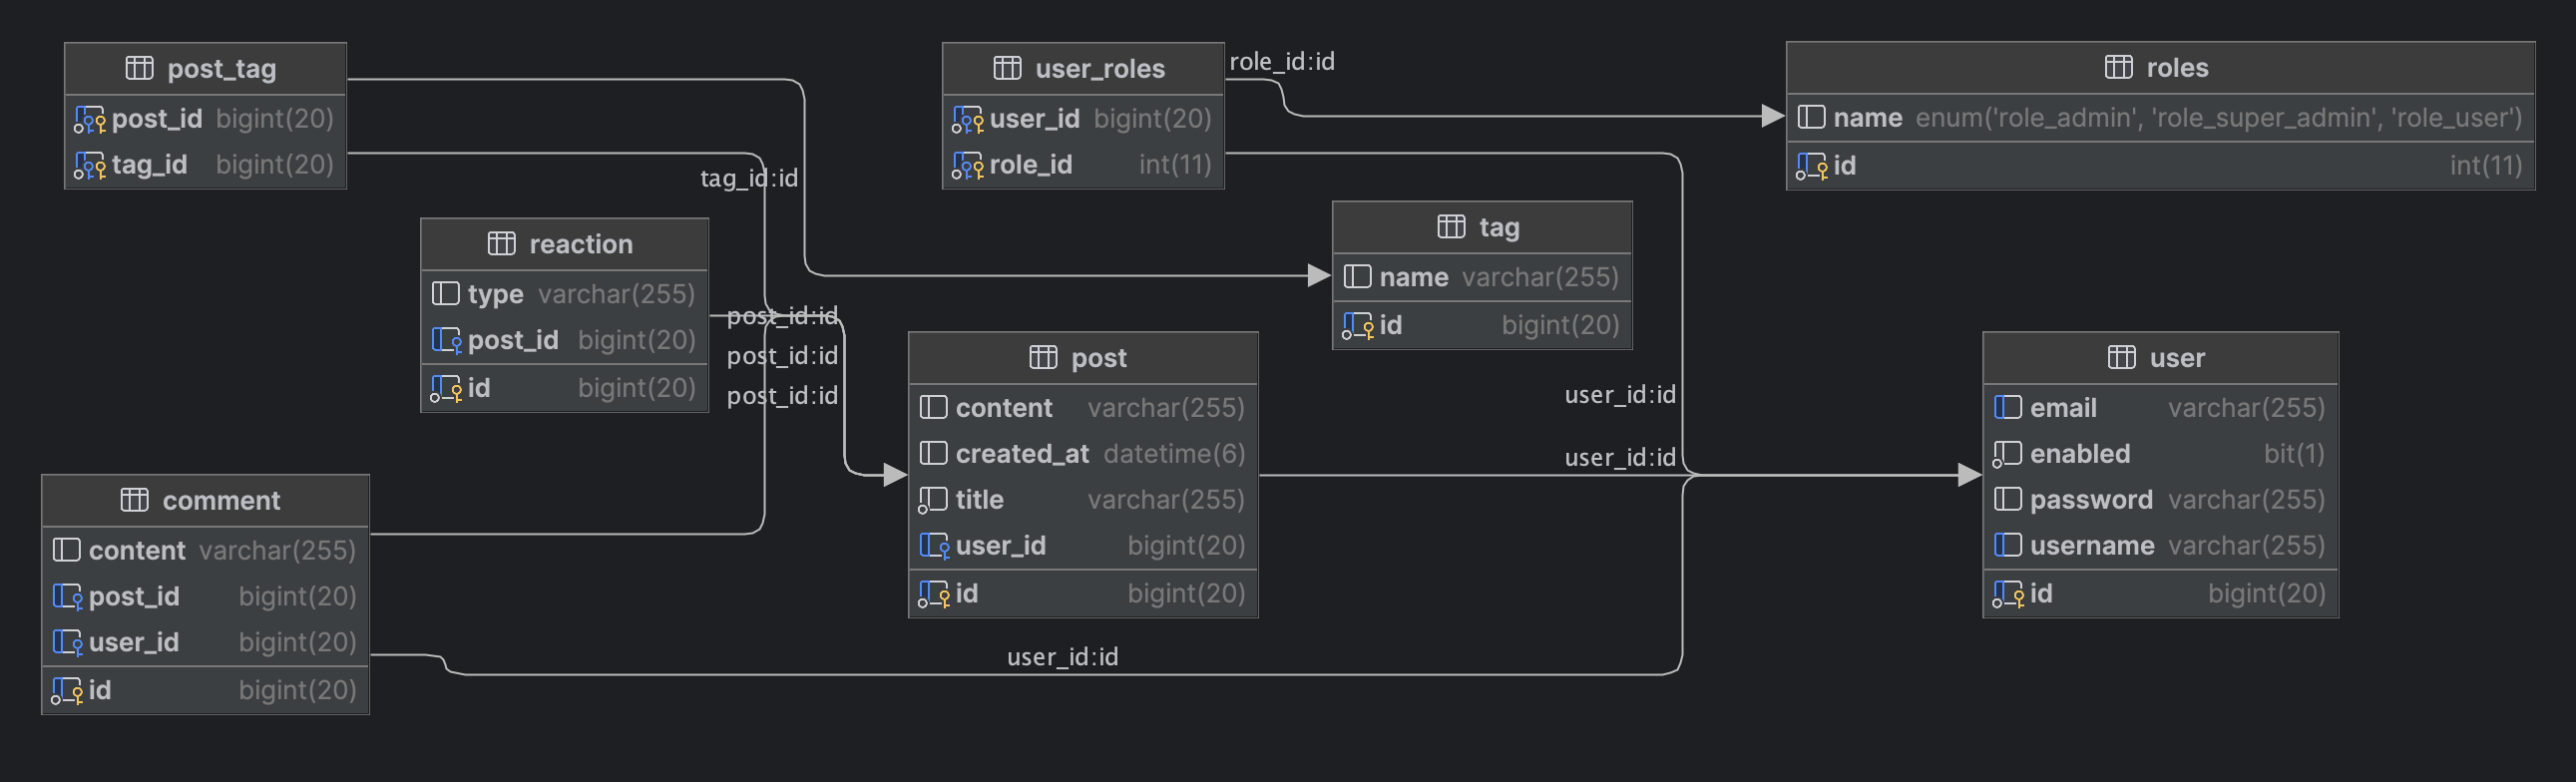 post_tag
post_id bigint(20)
tag_id bigint(20)
user_roles
user_id bigint(20)
role_id int(11)
role_id:id
roles
name enum('role_admin', 'role_super_admin', 'role_user')
id int(11)
tag_id:id
reaction
type varchar(255)
post_id bigint(20)
id bigint(20)
post_id:id
post_id:id
post_id:id
tag
name varchar(255)
id bigint(20)
post
content varchar(255)
created_at datetime(6)
title varchar(255)
user_id bigint(20)
id bigint(20)
user_id:id
user_id:id
user
email varchar(255)
enabled bit(1)
password varchar(255)
username varchar(255)
id bigint(20)
comment
content varchar(255)
post_id bigint(20)
user_id bigint(20)
id bigint(20)
user_id:id